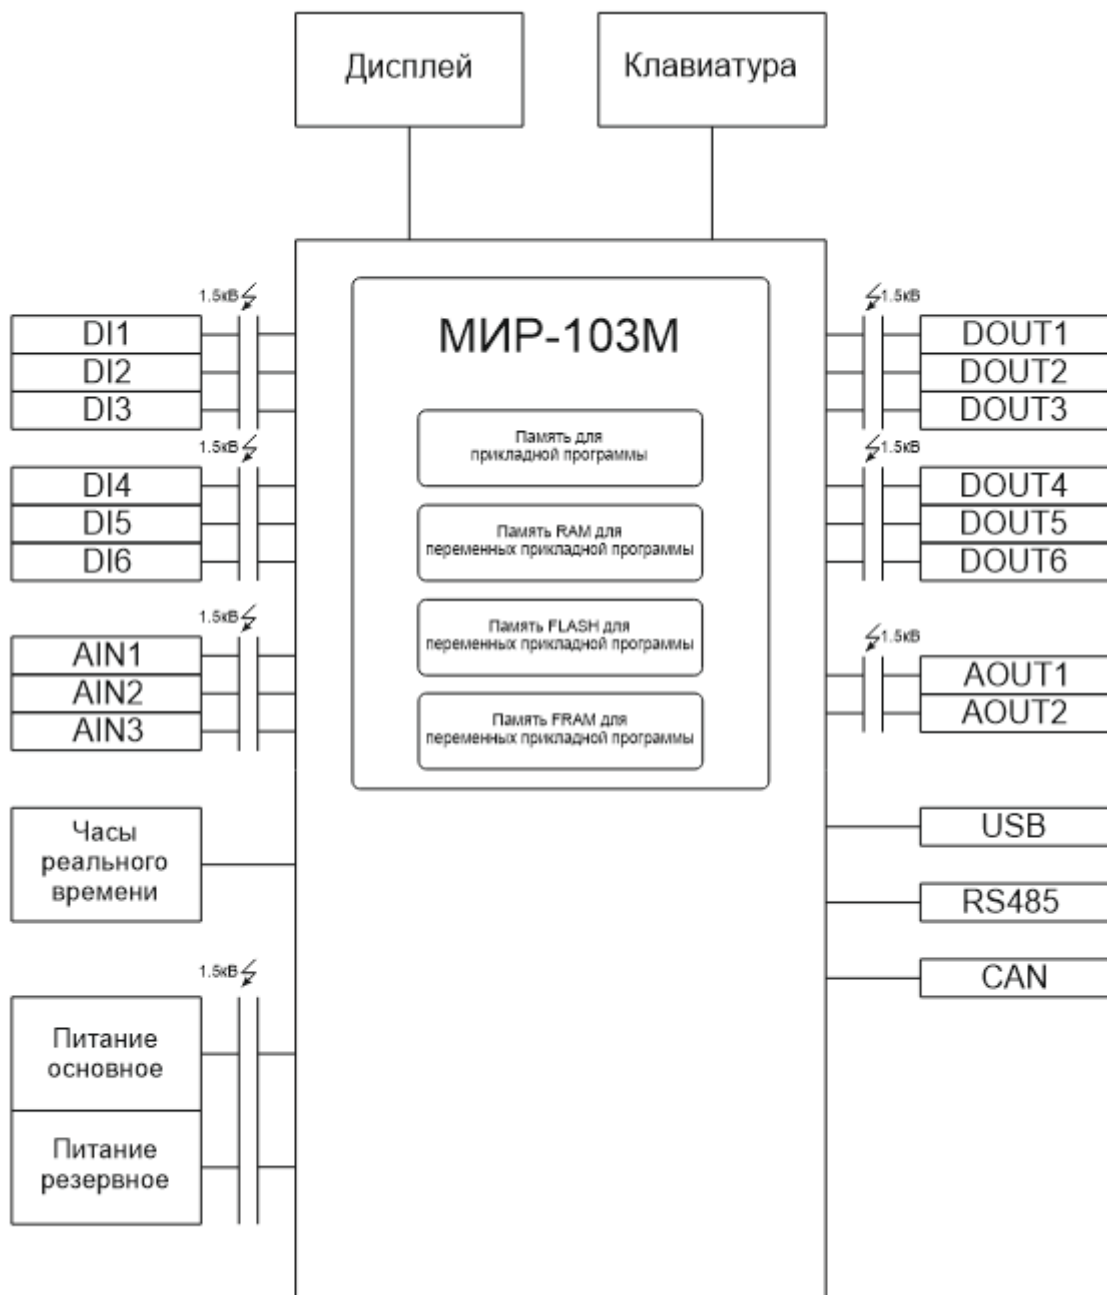 Дисплей
Клавиатура
МИР-103М
Память для
прикладной программы
Память RAM для
переменных прикладной программы
Память FLASH для
переменных прикладной программы
Память FRAM для
переменных прикладной программы
1.5кВ
DI1
DI2
DI3
1.5кВ
DI4
DI5
DI6
1.5кВ
AIN1
AIN2
AIN3
Часы
реального
времени
1.5кВ
Питание
основное
Питание
резервное
1.5кВ
DOUT1
DOUT2
DOUT3
1.5кВ
DOUT4
DOUT5
DOUT6
1.5кВ
AOUT1
AOUT2
USB
RS485
CAN